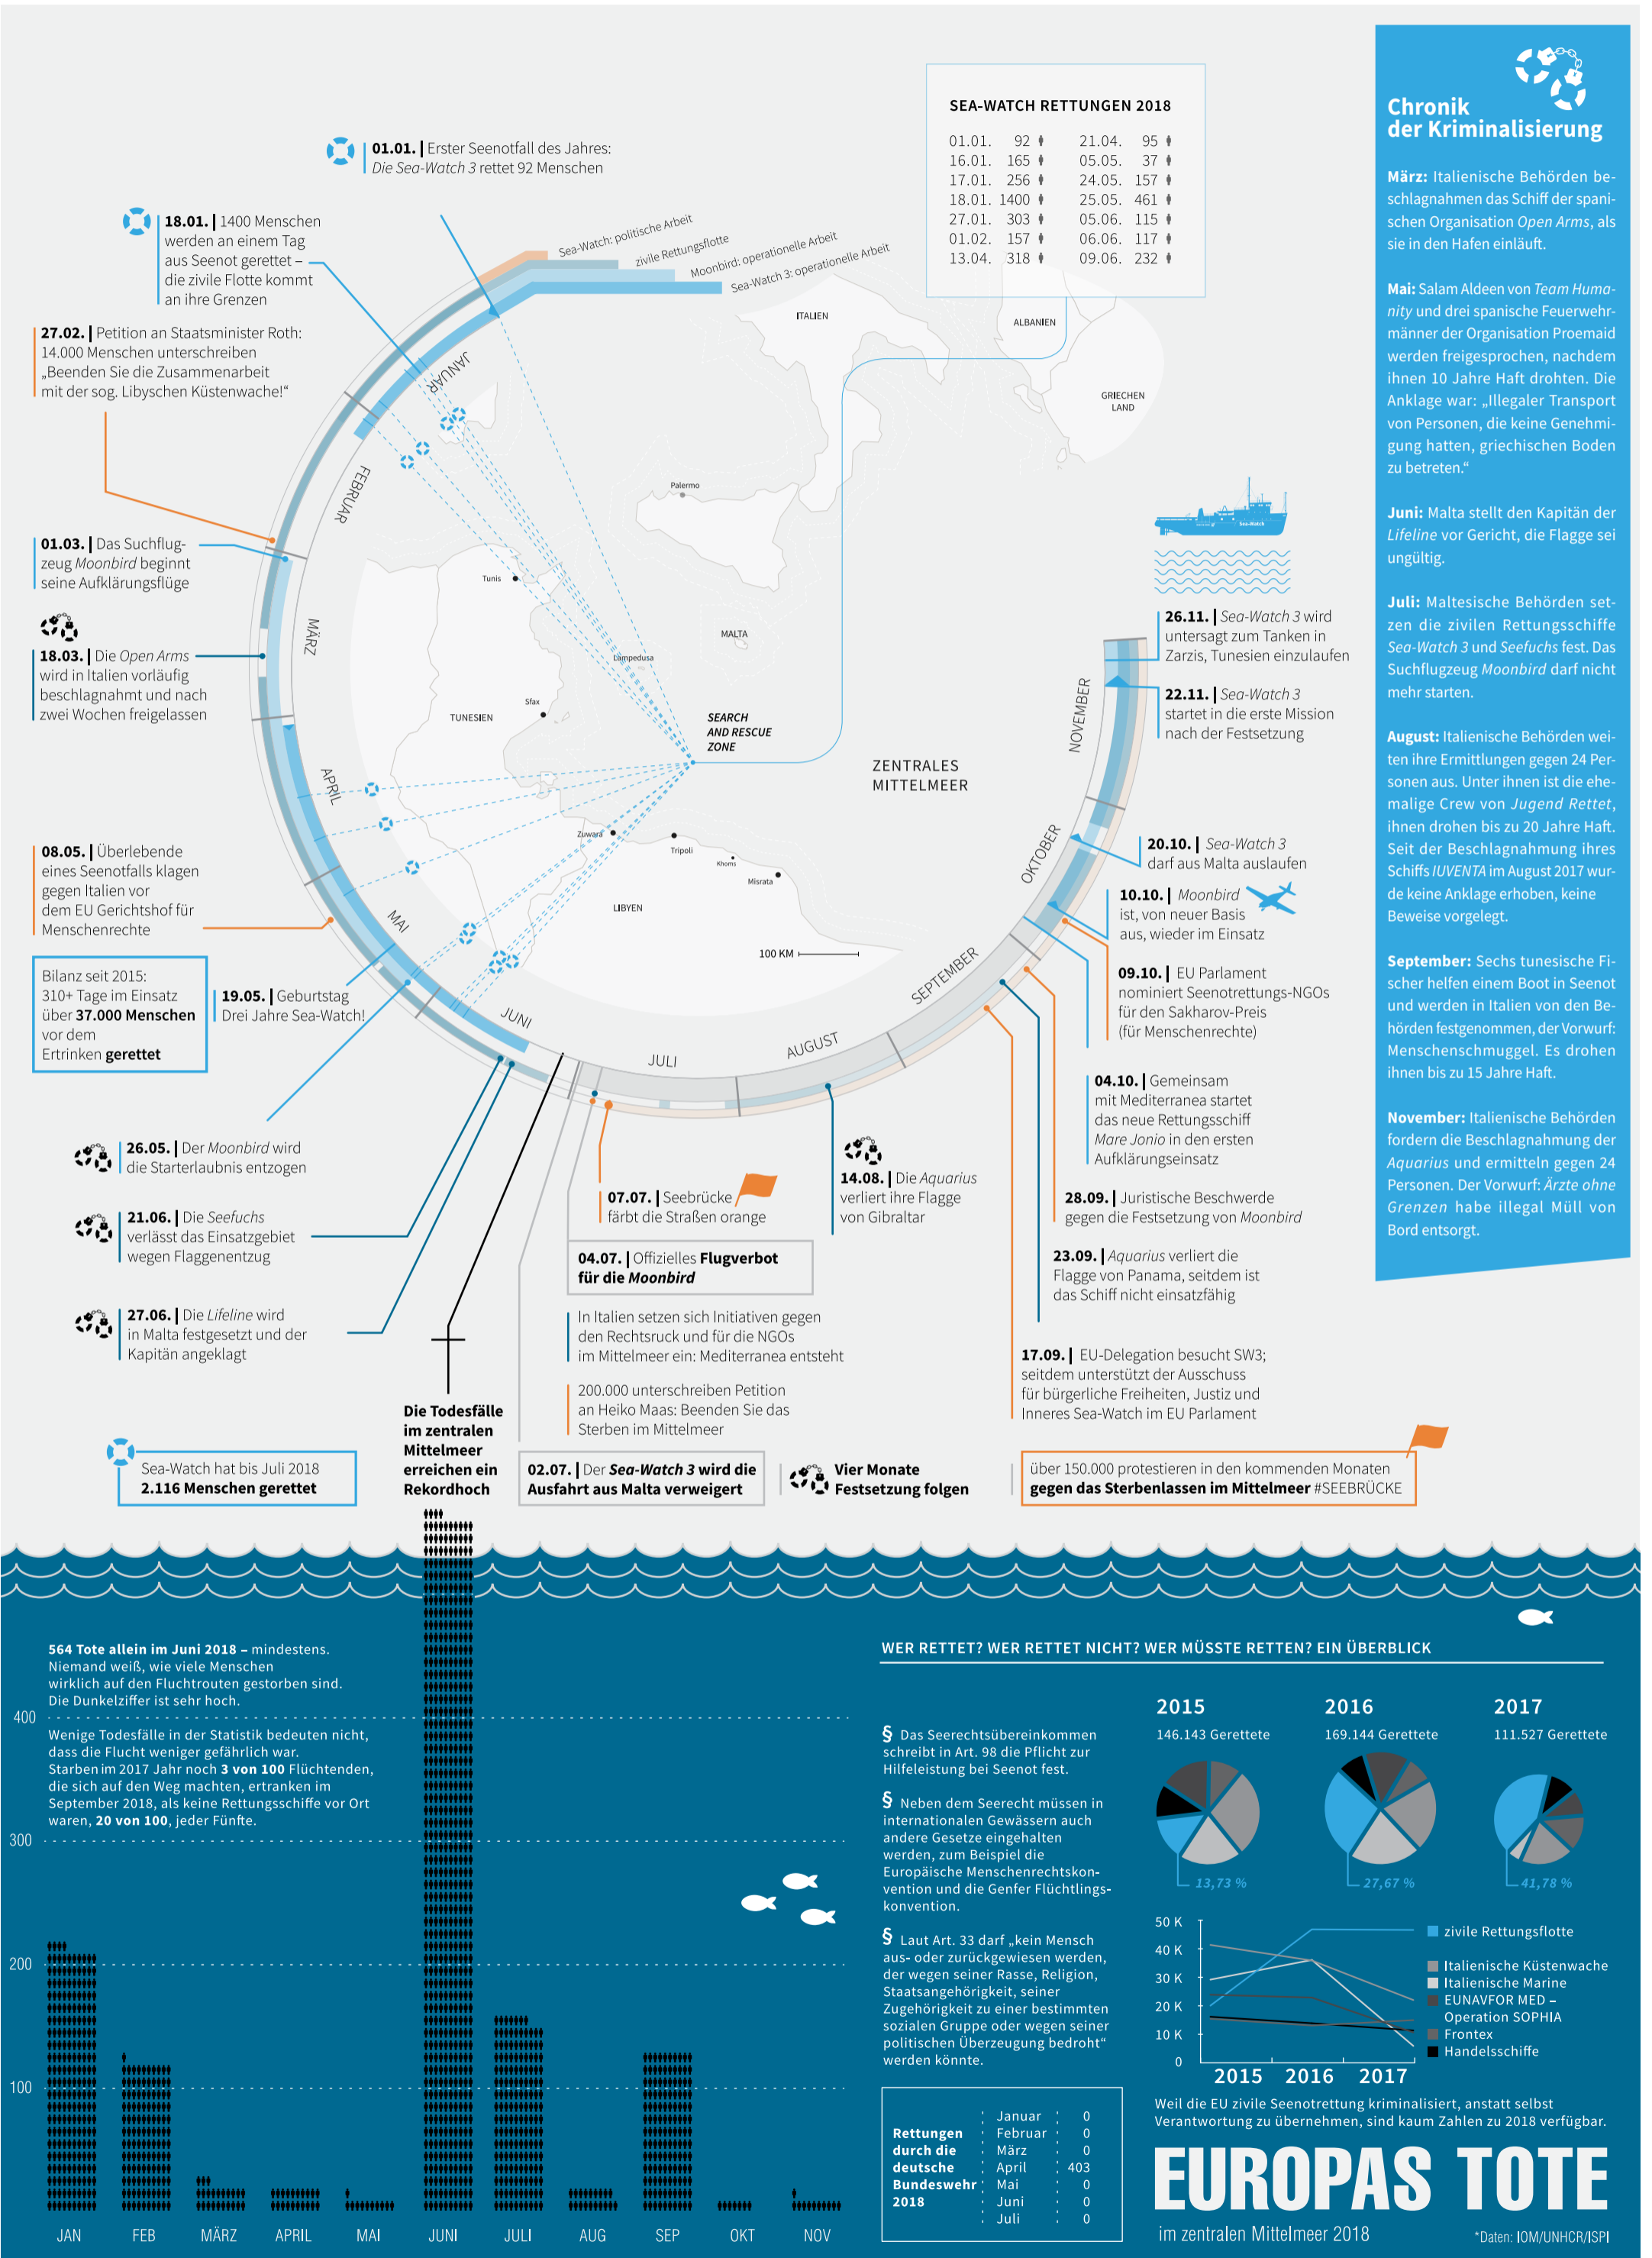 SEA-WATCH RETTUNGEN 2018
01.01. 92
16.01. 165
17.01. 256
18.01. 1400
27.01. 303
01.02. 157
13.04. 318
21.04. 95
05.05. 37
24.05. 157
25.05. 461
05.06. 115
06.06. 117
09.06. 232
01.01. | Erster Seenotfall des Jahres:
Die Sea-Watch 3 rettet 92 Menschen
18.01. | 1400 Menschen
werden an einem Tag
aus Seenot gerettet –
die zivile Flotte kommt
an ihre Grenzen
27.02. | Petition an Staatsminister Roth:
14.000 Menschen unterschreiben
„Beenden Sie die Zusammenarbeit
mit der sog. Libyschen Küstenwache!“
01.03. | Das Suchflug-
zeug Moonbird beginnt
seine Aufklärungsflüge
18.03. | Die Open Arms
wird in Italien vorläufig
beschlagnahmt und nach
zwei Wochen freigelassen
08.05. | Überlebende
eines Seenotfalls klagen
gegen Italien vor
dem EU Gerichtshof für
Menschenrechte
Bilanz seit 2015:
310+ Tage im Einsatz
über 37.000 Menschen
vor dem
Ertrinken gerettet
19.05. | Geburtstag
Drei Jahre Sea-Watch!
26.05. | Der Moonbird wird
die Starterlaubnis entzogen
21.06. | Die Seefuchs
verlässt das Einsatzgebiet
wegen Flaggenentzug
27.06. | Die Lifeline wird
in Malta festgesetzt und der
Kapitän angeklagt
Sea-Watch hat bis Juli 2018
2.116 Menschen gerettet
Sea-Watch: politische Arbeit
zivile Rettungsflotte
Moonbird: operationelle Arbeit
Sea-Watch 3: operationelle Arbeit
JANUAR
FEBRUAR
MÄRZ
APRIL
MAI
JUNI
JULI
AUGUST
SEPTEMBER
OKTOBER
NOVEMBER
ITALIEN
ALBANIEN
GRIECHEN
LAND
Palermo
Tunis
MALTA
Lampedusa
Sfax
TUNESIEN
SEARCH
AND RESCUE
ZONE
ZENTRALES
MITTELMEER
Zuwara
Tripoli
Khoms
Misrata
LIBYEN
100 KM
Sea-Watch
26.11. | Sea-Watch 3 wird
untersagt zum Tanken in
Zarzis, Tunesien einzulaufen
22.11. | Sea-Watch 3
startet in die erste Mission
nach der Festsetzung
20.10. | Sea-Watch 3
darf aus Malta auslaufen
10.10. | Moonbird
ist, von neuer Basis
aus, wieder im Einsatz
09.10. | EU Parlament
nominiert Seenotrettungs-NGOs
für den Sakharov-Preis
(für Menschenrechte)
04.10. | Gemeinsam
mit Mediterranea startet
das neue Rettungsschiff
Mare Jonio in den ersten
Aufklärungseinsatz
28.09. | Juristische Beschwerde
gegen die Festsetzung von Moonbird
23.09. | Aquarius verliert die
Flagge von Panama, seitdem ist
das Schiff nicht einsatzfähig
17.09. | EU-Delegation besucht SW3;
seitdem unterstützt der Ausschuss
für bürgerliche Freiheiten, Justiz und
Inneres Sea-Watch im EU Parlament
über 150.000 protestieren in den kommenden Monaten
gegen das Sterbenlassen im Mittelmeer #SEEBRÜCKE
14.08. | Die Aquarius
verliert ihre Flagge
von Gibraltar
07.07. | Seebrücke
färbt die Straßen orange
04.07. | Offizielles Flugverbot
für die Moonbird
In Italien setzen sich Initiativen gegen
den Rechtsruck und für die NGOs
im Mittelmeer ein: Mediterranea entsteht
200.000 unterschreiben Petition
an Heiko Maas: Beenden Sie das
Sterben im Mittelmeer
02.07. | Der Sea-Watch 3 wird die
Ausfahrt aus Malta verweigert
Vier Monate
Festsetzung folgen
Die Todesfälle
im zentralen
Mittelmeer
erreichen ein
Rekordhoch
Chronik
der Kriminalisierung
März: Italienische Behörden be-
schlagnahmen das Schiff der spani-
schen Organisation Open Arms, als
sie in den Hafen einläuft.
Mai: Salam Aldeen von Team Huma-
nity und drei spanische Feuerwehr-
männer der Organisation Proemaid
werden freigesprochen, nachdem
ihnen 10 Jahre Haft drohten. Die
Anklage war: „Illegaler Transport
von Personen, die keine Genehmi-
gung hatten, griechischen Boden
zu betreten.“
Juni: Malta stellt den Kapitän der
Lifeline vor Gericht, die Flagge sei
ungültig.
Juli: Maltesische Behörden set-
zen die zivilen Rettungsschiffe
Sea-Watch 3 und Seefuchs fest. Das
Suchflugzeug Moonbird darf nicht
mehr starten.
August: Italienische Behörden wei-
ten ihre Ermittlungen gegen 24 Per-
sonen aus. Unter ihnen ist die ehe-
malige Crew von Jugend Rettet,
ihnen drohen bis zu 20 Jahre Haft.
Seit der Beschlagnahmung ihres
Schiffs IUVENTA im August 2017 wur-
de keine Anklage erhoben, keine
Beweise vorgelegt.
September: Sechs tunesische Fi-
scher helfen einem Boot in Seenot
und werden in Italien von den Be-
hörden festgenommen, der Vorwurf:
Menschenschmuggel. Es drohen
ihnen bis zu 15 Jahre Haft.
November: Italienische Behörden
fordern die Beschlagnahmung der
Aquarius und ermitteln gegen 24
Personen. Der Vorwurf: Ärzte ohne
Grenzen habe illegal Müll von
Bord entsorgt.
564 Tote allein im Juni 2018 – mindestens.
Niemand weiß, wie viele Menschen
wirklich auf den Fluchtrouten gestorben sind.
Die Dunkelziffer ist sehr hoch.
Wenige Todesfälle in der Statistik bedeuten nicht,
dass die Flucht weniger gefährlich war.
Starben im 2017 Jahr noch 3 von 100 Flüchtenden,
die sich auf den Weg machten, ertranken im
September 2018, als keine Rettungsschiffe vor Ort
waren, 20 von 100, jeder Fünfte.
400
300
200
100
JAN FEB MÄRZ APRIL MAI JUNI JULI AUG SEP OKT NOV
WER RETTET? WER RETTET NICHT? WER MÜSSTE RETTEN? EIN ÜBERBLICK
§ Das Seerechtsübereinkommen
schreibt in Art. 98 die Pflicht zur
Hilfeleistung bei Seenot fest.
§ Neben dem Seerecht müssen in
internationalen Gewässern auch
andere Gesetze eingehalten
werden, zum Beispiel die
Europäische Menschenrechtskon-
vention und die Genfer Flüchtlings-
konvention.
§ Laut Art. 33 darf „kein Mensch
aus- oder zurückgewiesen werden,
der wegen seiner Rasse, Religion,
Staatsangehörigkeit, seiner
Zugehörigkeit zu einer bestimmten
sozialen Gruppe oder wegen seiner
politischen Überzeugung bedroht“
werden könnte.
Rettungen
durch die
deutsche
Bundeswehr
2018
Januar 0
Februar 0
März 0
April 403
Mai 0
Juni 0
Juli 0
2015
146.143 Gerettete
13,73 %
2016
169.144 Gerettete
27,67 %
2017
111.527 Gerettete
41,78 %
50 K
40 K
30 K
20 K
10 K
0
2015 2016 2017
zivile Rettungsflotte
Italienische Küstenwache
Italienische Marine
EUNAVFOR MED –
Operation SOPHIA
Frontex
Handelsschiffe
Weil die EU zivile Seenotrettung kriminalisiert, anstatt selbst
Verantwortung zu übernehmen, sind kaum Zahlen zu 2018 verfügbar.
EUROPAS TOTE
im zentralen Mittelmeer 2018
*Daten: IOM/UNHCR/ISPI